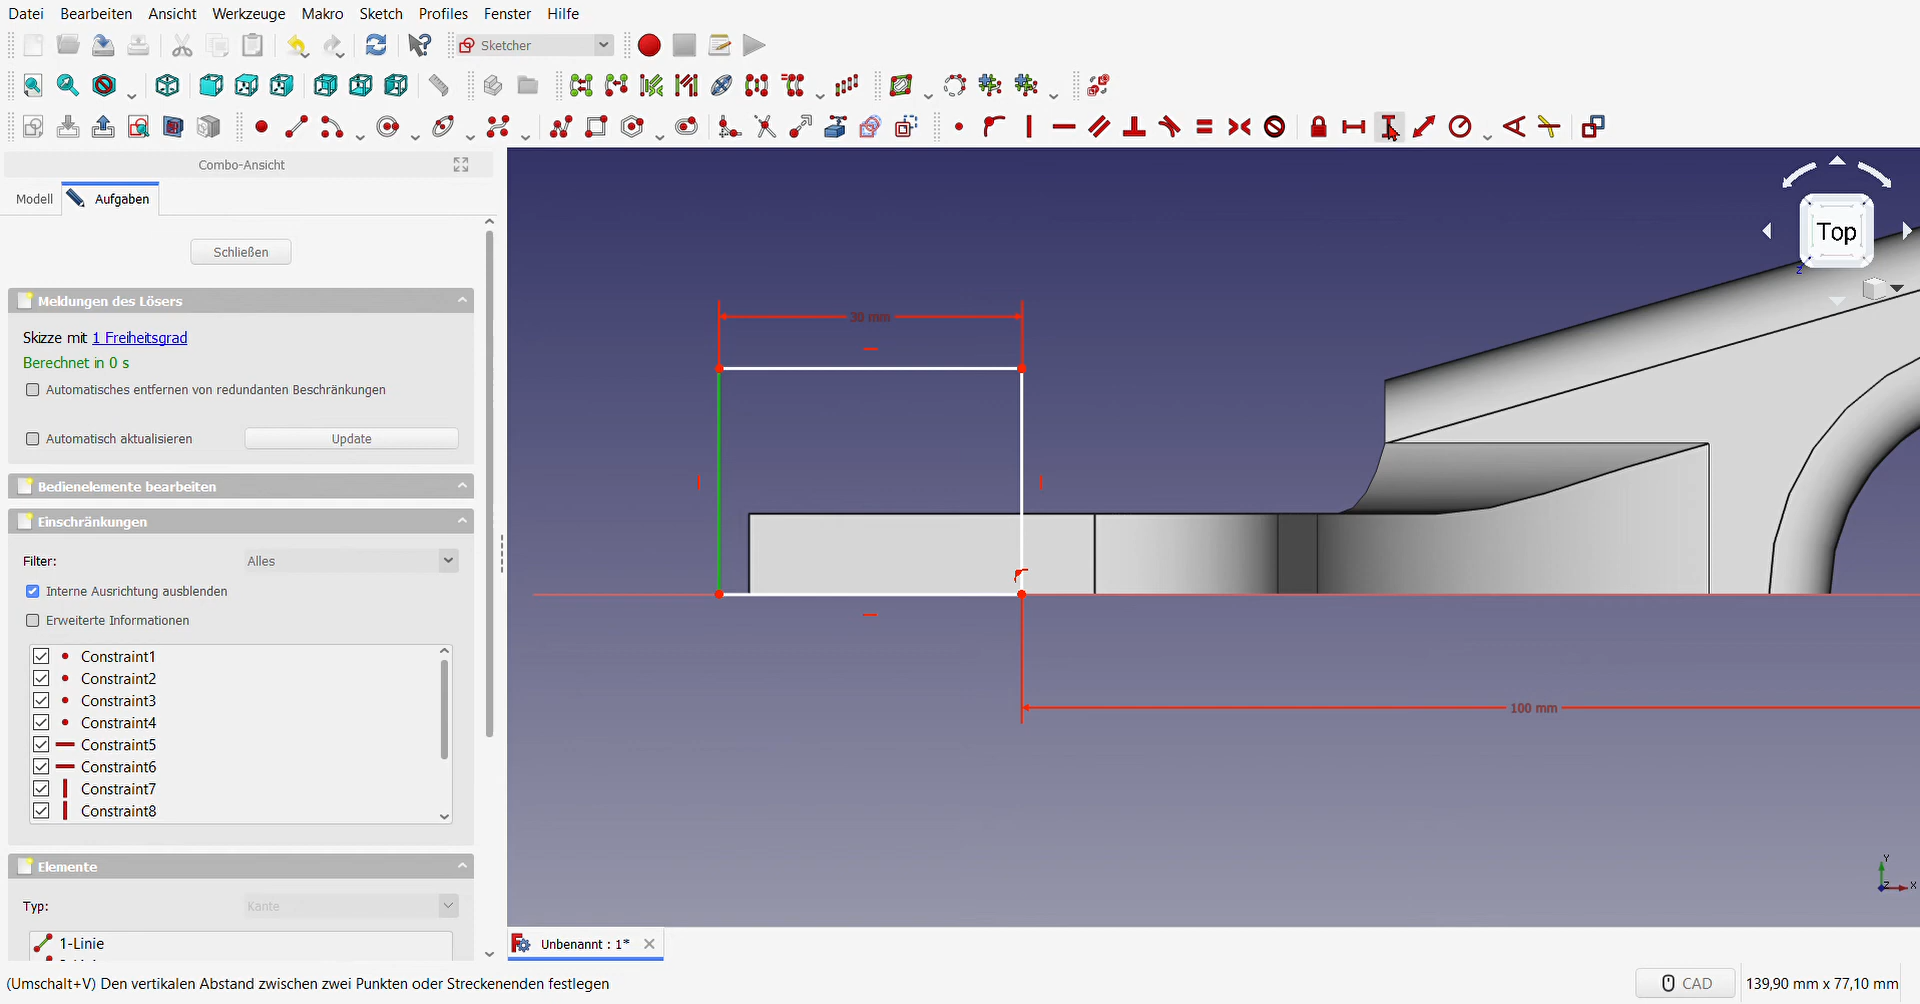 Datei Bearbeiten Ansicht Werkzeuge Makro Sketch Profiles Fenster Hilfe
Sketcher
Combo-Ansicht
Modell Aufgaben
Schließen
Meldungen des Lösers
Skizze mit 1 Freiheitsgrad
Berechnet in 0 s
Automatisches entfernen von redundanten Beschränkungen
Automatisch aktualisieren Update
Bedienelemente bearbeiten
Einschränkungen
Filter: Alles
Interne Ausrichtung ausblenden
Erweiterte Informationen
Constraint1
Constraint2
Constraint3
Constraint4
Constraint5
Constraint6
Constraint7
Constraint8
Elemente
Typ: Kante
1-Linie
30 mm
100 mm
Top
Z
Y
Z X
Unbenannt : 1*
(Umschalt+V) Den vertikalen Abstand zwischen zwei Punkten oder Streckenenden festlegen
CAD 139,90 mm x 77,10 mm